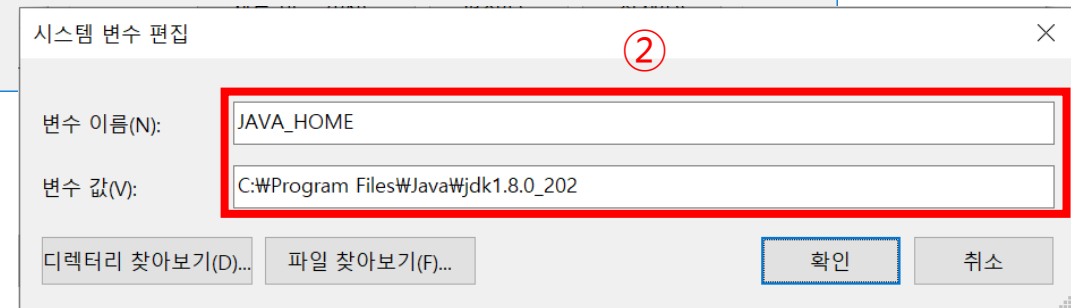 시스템 변수 편집
②
변수 이름(N):
JAVA_HOME
변수 값(V):
C:₩Program Files₩Java₩jdk1.8.0_202
디렉터리 찾아보기(D)...
파일 찾아보기(F)...
확인
취소